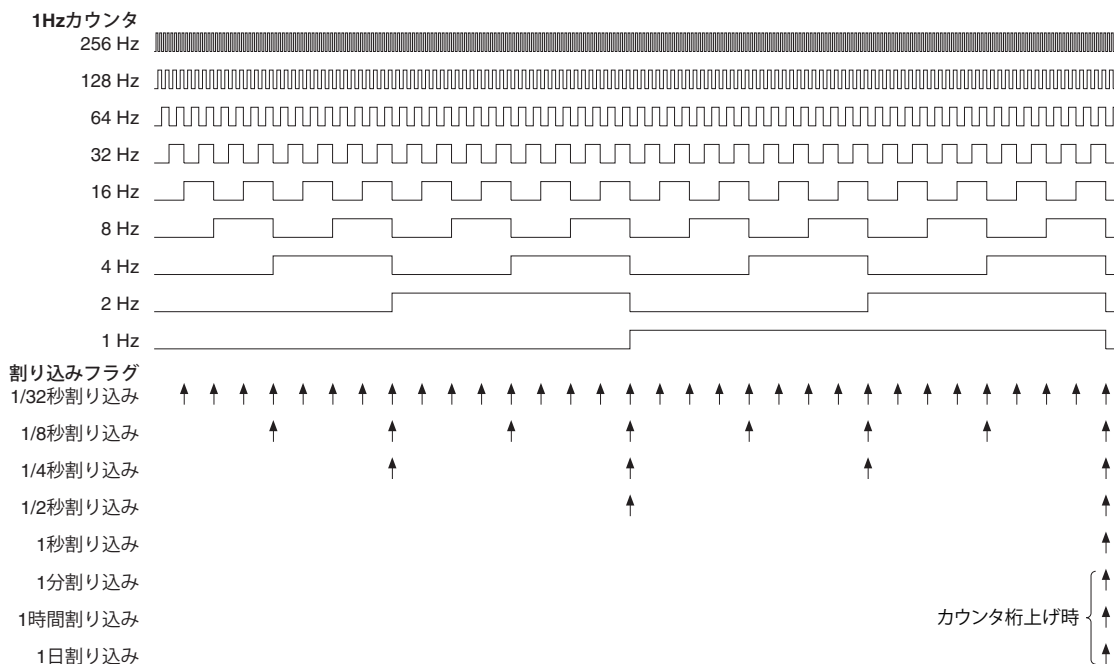 1Hzカウンタ
256 Hz
128 Hz
64 Hz
32 Hz
16 Hz
8 Hz
4 Hz
2 Hz
1 Hz
割り込みフラグ
1/32秒割り込み
1/8秒割り込み
1/4秒割り込み
1/2秒割り込み
1秒割り込み
1分割り込み
1時間割り込み
カウンタ桁上げ時
1日割り込み